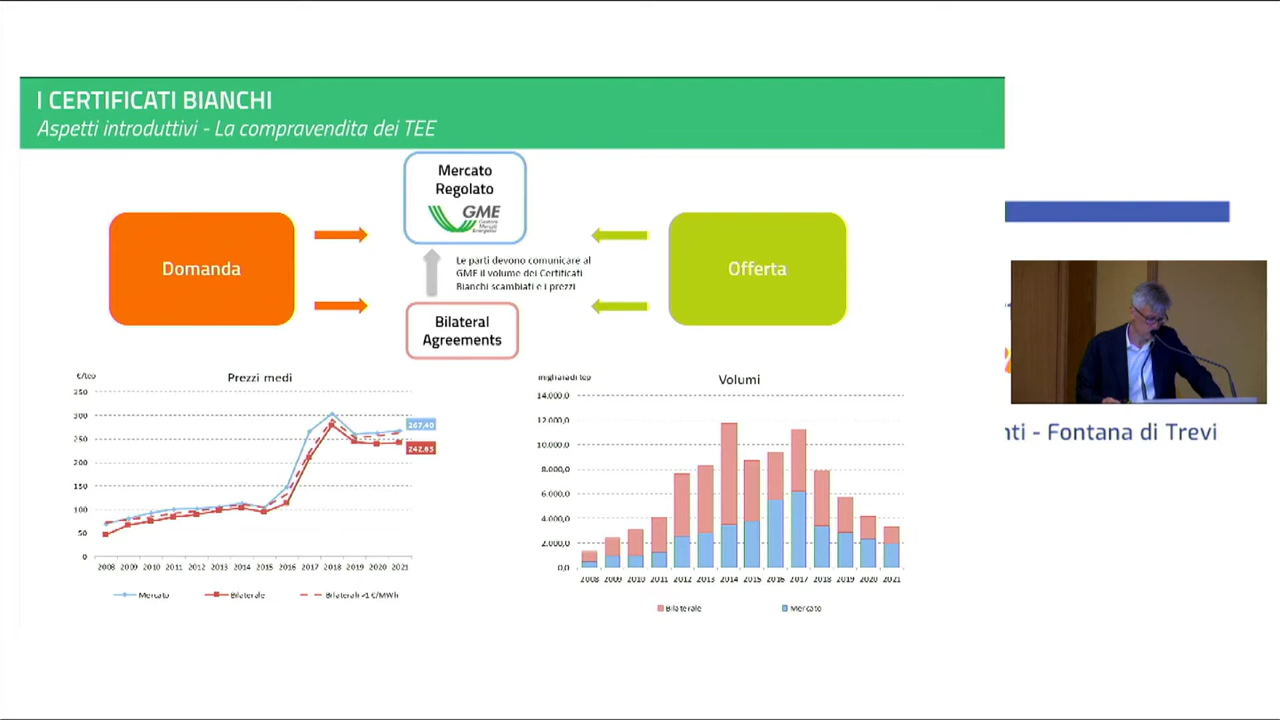 I CERTIFICATI BIANCHI
Aspetti introduttivi - La compravendita dei TEE
Mercato
Regolato
GME
Gestore
Mercati
Energetici
Domanda
Offerta
Le parti devono comunicare al
GME il volume dei Certificati
Bianchi scambiati e i prezzi
Bilateral
Agreements
€/tep
Prezzi medi
350
300
250
200
150
100
50
0
267,40
242,83
2008 2009 2010 2011 2012 2013 2014 2015 2016 2017 2018 2019 2020 2021
Mercato Bilaterale Bilaterali >1 €/MWh
migliaia di tep
Volumi
14.000,0
12.000,0
10.000,0
8.000,0
6.000,0
4.000,0
2.000,0
0,0
2008 2009 2010 2011 2012 2013 2014 2015 2016 2017 2018 2019 2020 2021
Bilaterale Mercato
nti - Fontana di Trevi